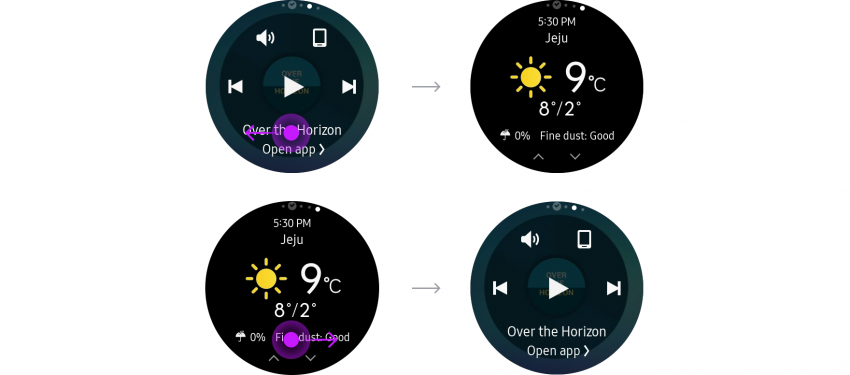 OVER
HORIZON
Over the Horizon
Open app
5:30 PM
Jeju
9°C
8°/2°
0% Fine dust: Good
5:30 PM
Jeju
9°C
8°/2°
0% Fine dust: Good
OVER
Over the Horizon
Open app